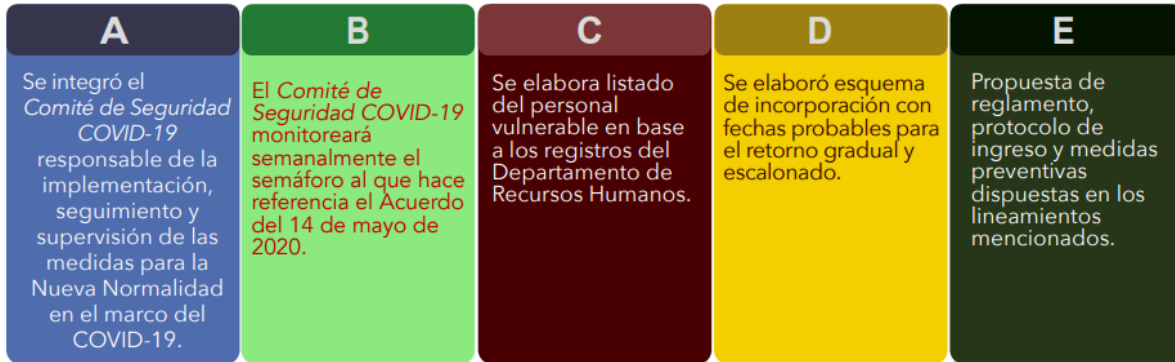 A
Se integró el
Comité de Seguridad
COVID-19
responsable de la
implementación,
seguimiento y
supervisión de las
medidas para la
Nueva Normalidad
en el marco del
COVID-19.
B
El Comité de
Seguridad COVID-19
monitoreará
semanalmente el
semáforo al que hace
referencia el Acuerdo
del 14 de mayo de
2020.
C
Se elabora listado
del personal
vulnerable en base
a los registros del
Departamento de
Recursos Humanos.
D
Se elaboró esquema
de incorporación con
fechas probables para
el retorno gradual y
escalonado.
E
Propuesta de
reglamento,
protocolo de
ingreso y medidas
preventivas
dispuestas en los
lineamientos
mencionados.